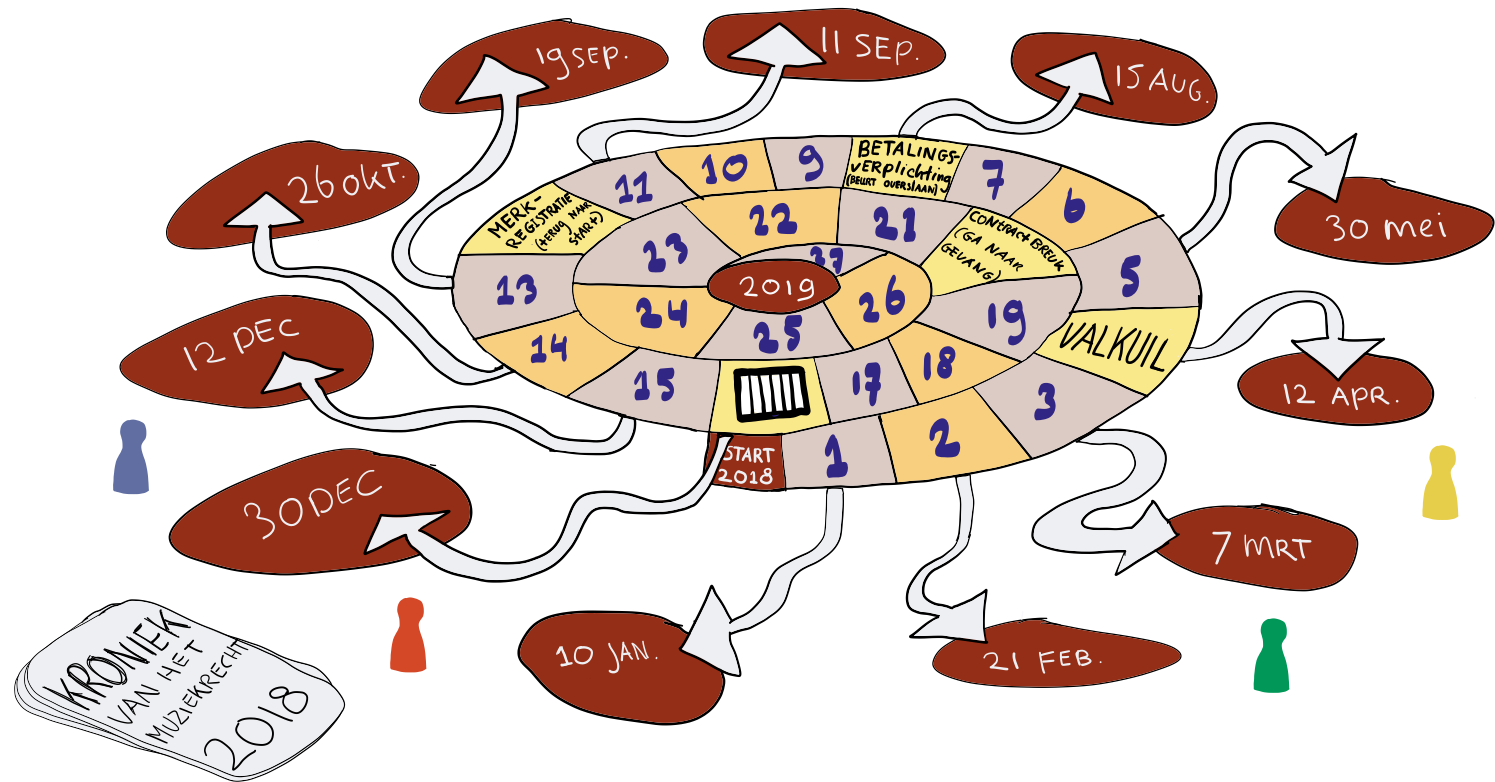 19 SEP.
11 SEP.
15 AUG.
26 OKT.
30 mei
12 DEC
12 APR.
30 DEC
7 MRT
10 JAN.
21 FEB.
START
2018
1
2
3
VALKUIL
5
6
7
BETALINGS-
VERPLICHTING
(BEURT OVERSLAAN)
9
10
11
MERK-
REGISTRATIE
(TERUG NAAR
START)
13
14
15
17
18
19
CONTRACTBREUK
(GA NAAR
GEVANG)
21
22
23
24
25
26
27
2019
KRONIEK
VAN HET
MUZIEKRECHT
2018